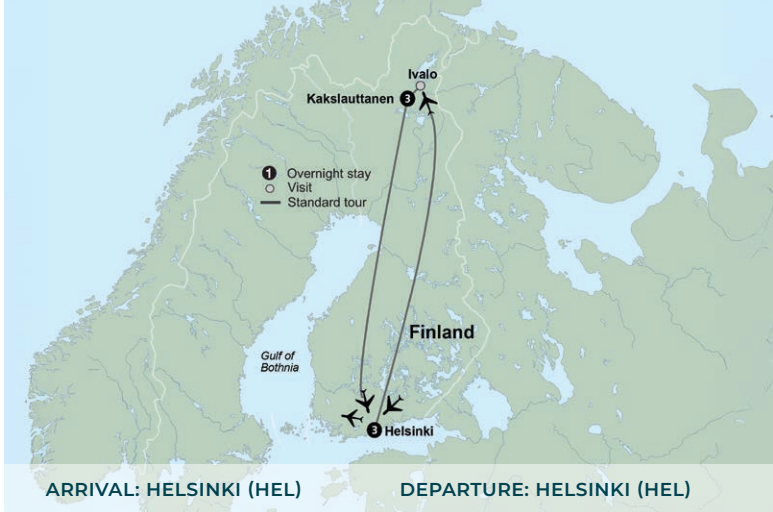 Ivalo
Kakslauttanen 3
1 Overnight stay
Visit
Standard tour
Finland
Gulf of
Bothnia
3 Helsinki
ARRIVAL: HELSINKI (HEL) DEPARTURE: HELSINKI (HEL)